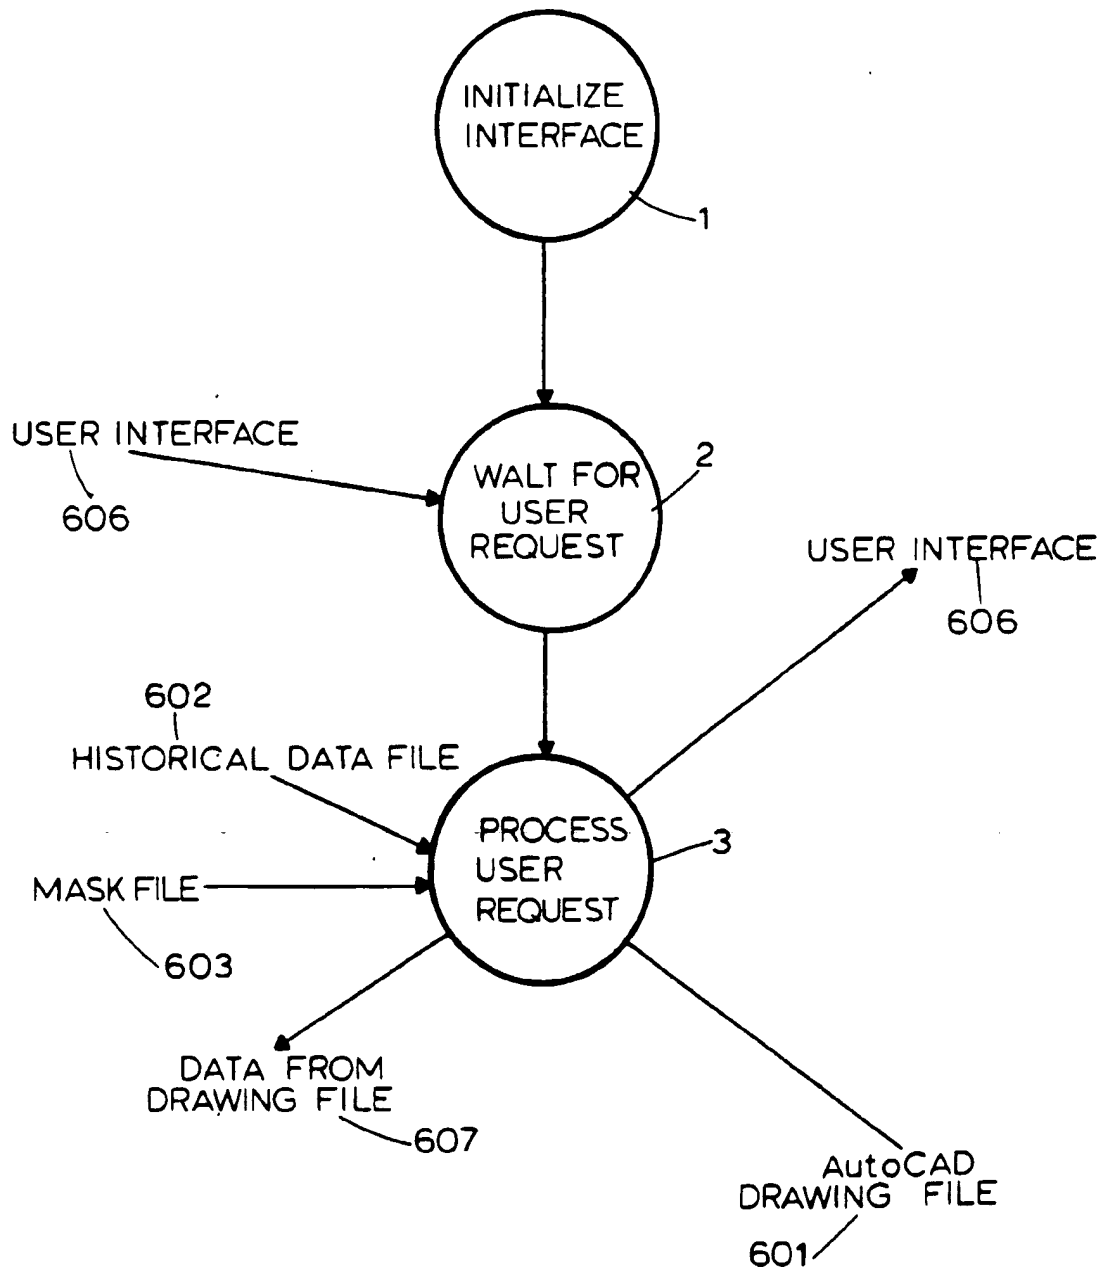 INITIALIZE
INTERFACE
1
USER INTERFACE
606
WALT FOR
USER
REQUEST
2
USER INTERFACE
606
602
HISTORICAL DATA FILE
PROCESS
USER
REQUEST
3
MASK FILE
603
DATA FROM
DRAWING FILE
607
AutoCAD
DRAWING FILE
601